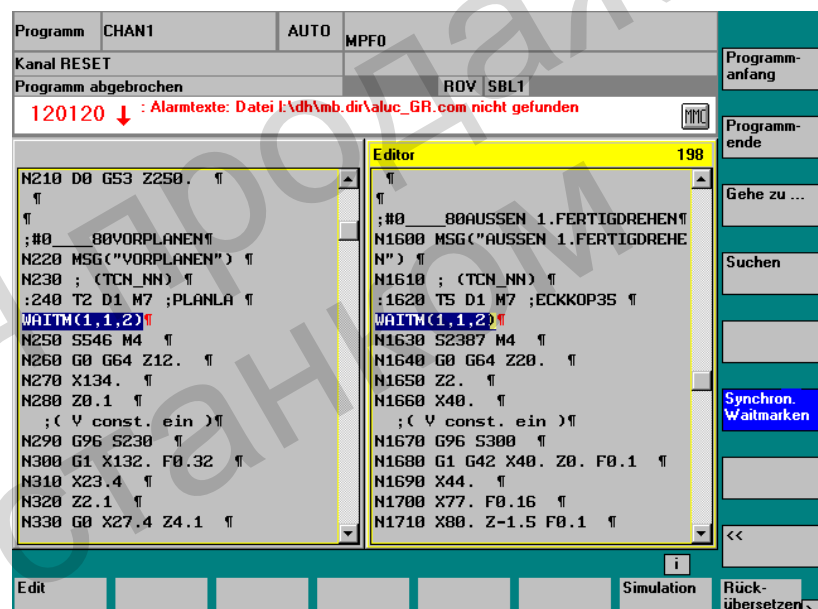 Programm CHAN1 AUTO MPF0
Kanal RESET
Programm abgebrochen ROV SBL1
120120 ↓ : Alarmtexte: Datei I:\dh\mb.dir\aluc_GR.com nicht gefunden MMC
Editor 198
N210 D0 G53 Z250. ¶
¶
¶
;#0____80VORPLANEN¶
N220 MSG("VORPLANEN") ¶
N230 ; (TCN_NN) ¶
:240 T2 D1 M7 ;PLANLA ¶
WAITM(1,1,2)¶
N250 S546 M4 ¶
N260 G0 G64 Z12. ¶
N270 X134. ¶
N280 Z0.1 ¶
;( V const. ein )¶
N290 G96 S230 ¶
N300 G1 X132. F0.32 ¶
N310 X23.4 ¶
N320 Z2.1 ¶
N330 G0 X27.4 Z4.1 ¶
¶
¶
;#0____80AUSSEN 1.FERTIGDREHEN¶
N1600 MSG("AUSSEN 1.FERTIGDREHE
N") ¶
N1610 ; (TCN_NN) ¶
:1620 T5 D1 M7 ;ECKKOP35 ¶
WAITM(1,1,2)¶
N1630 S2387 M4 ¶
N1640 G0 G64 Z20. ¶
N1650 Z2. ¶
N1660 X40. ¶
;( V const. ein )¶
N1670 G96 S300 ¶
N1680 G1 G42 X40. Z0. F0.1 ¶
N1690 X44. ¶
N1700 X77. F0.16 ¶
N1710 X80. Z-1.5 F0.1 ¶
Programm-
anfang
Programm-
ende
Gehe zu ...
Suchen
Synchron.
Waitmarken
<<
i
Edit Simulation Rück-
übersetzen>
станком